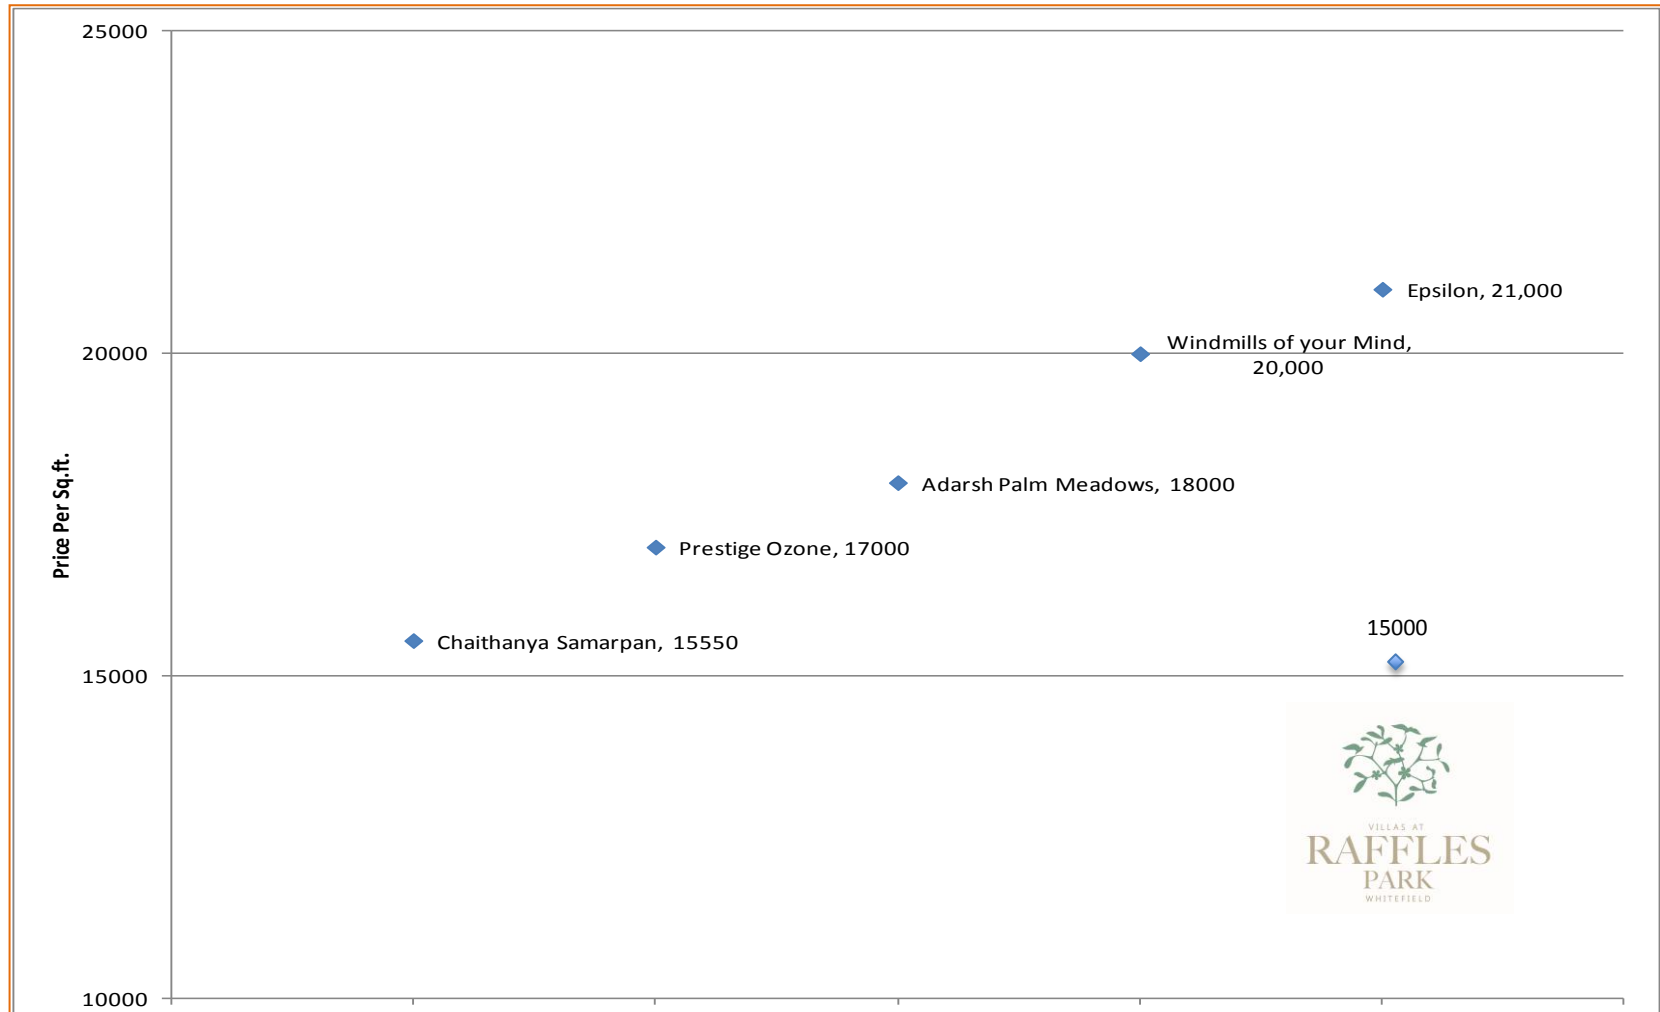 25000
Epsilon, 21,000
20000
Windmills of your Mind,
20,000
Price Per Sq.ft.
Adarsh Palm Meadows, 18000
Prestige Ozone, 17000
Chaithanya Samarpan, 15550
15000
15000
VILLAS AT
RAFFLES
PARK
WHITEFIELD
10000